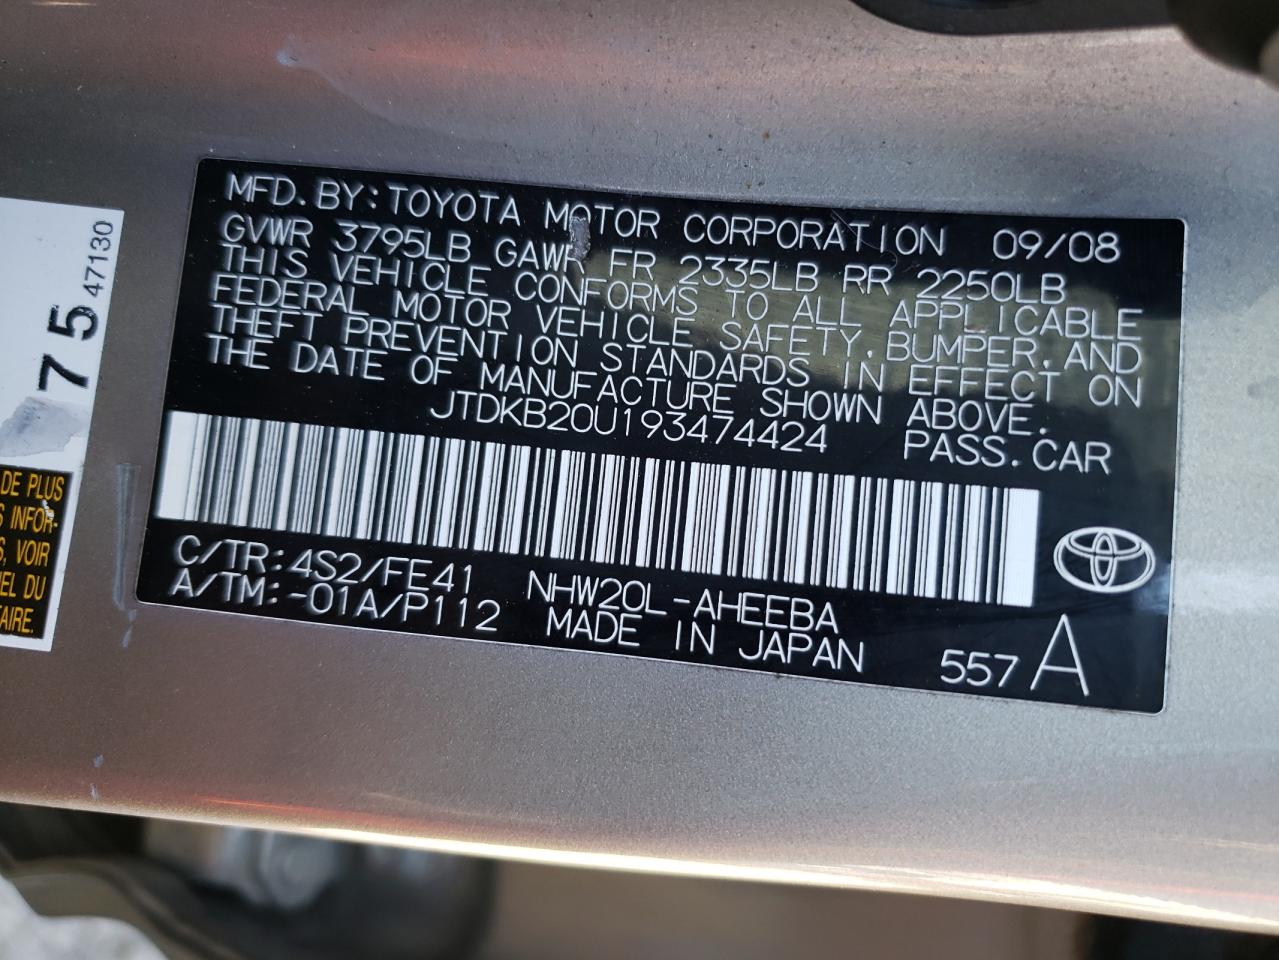 MFD. BY: TOYOTA MOTOR CORPORATION 09/08
GVWR 3795LB GAWR FR 2335LB RR 2250LB
THIS VEHICLE CONFORMS TO ALL APPLICABLE
FEDERAL MOTOR VEHICLE SAFETY, BUMPER, AND
THEFT PREVENTION STANDARDS IN EFFECT ON
THE DATE OF MANUFACTURE SHOWN ABOVE.
JTDKB20U193474424 PASS. CAR
C/TR: 4S2/FE41 NHW20L-AHEEBA
A/TM: -01A/P112 MADE IN JAPAN
557 A
75
47130
DE PLUS
INFOR-
VOIR
DU